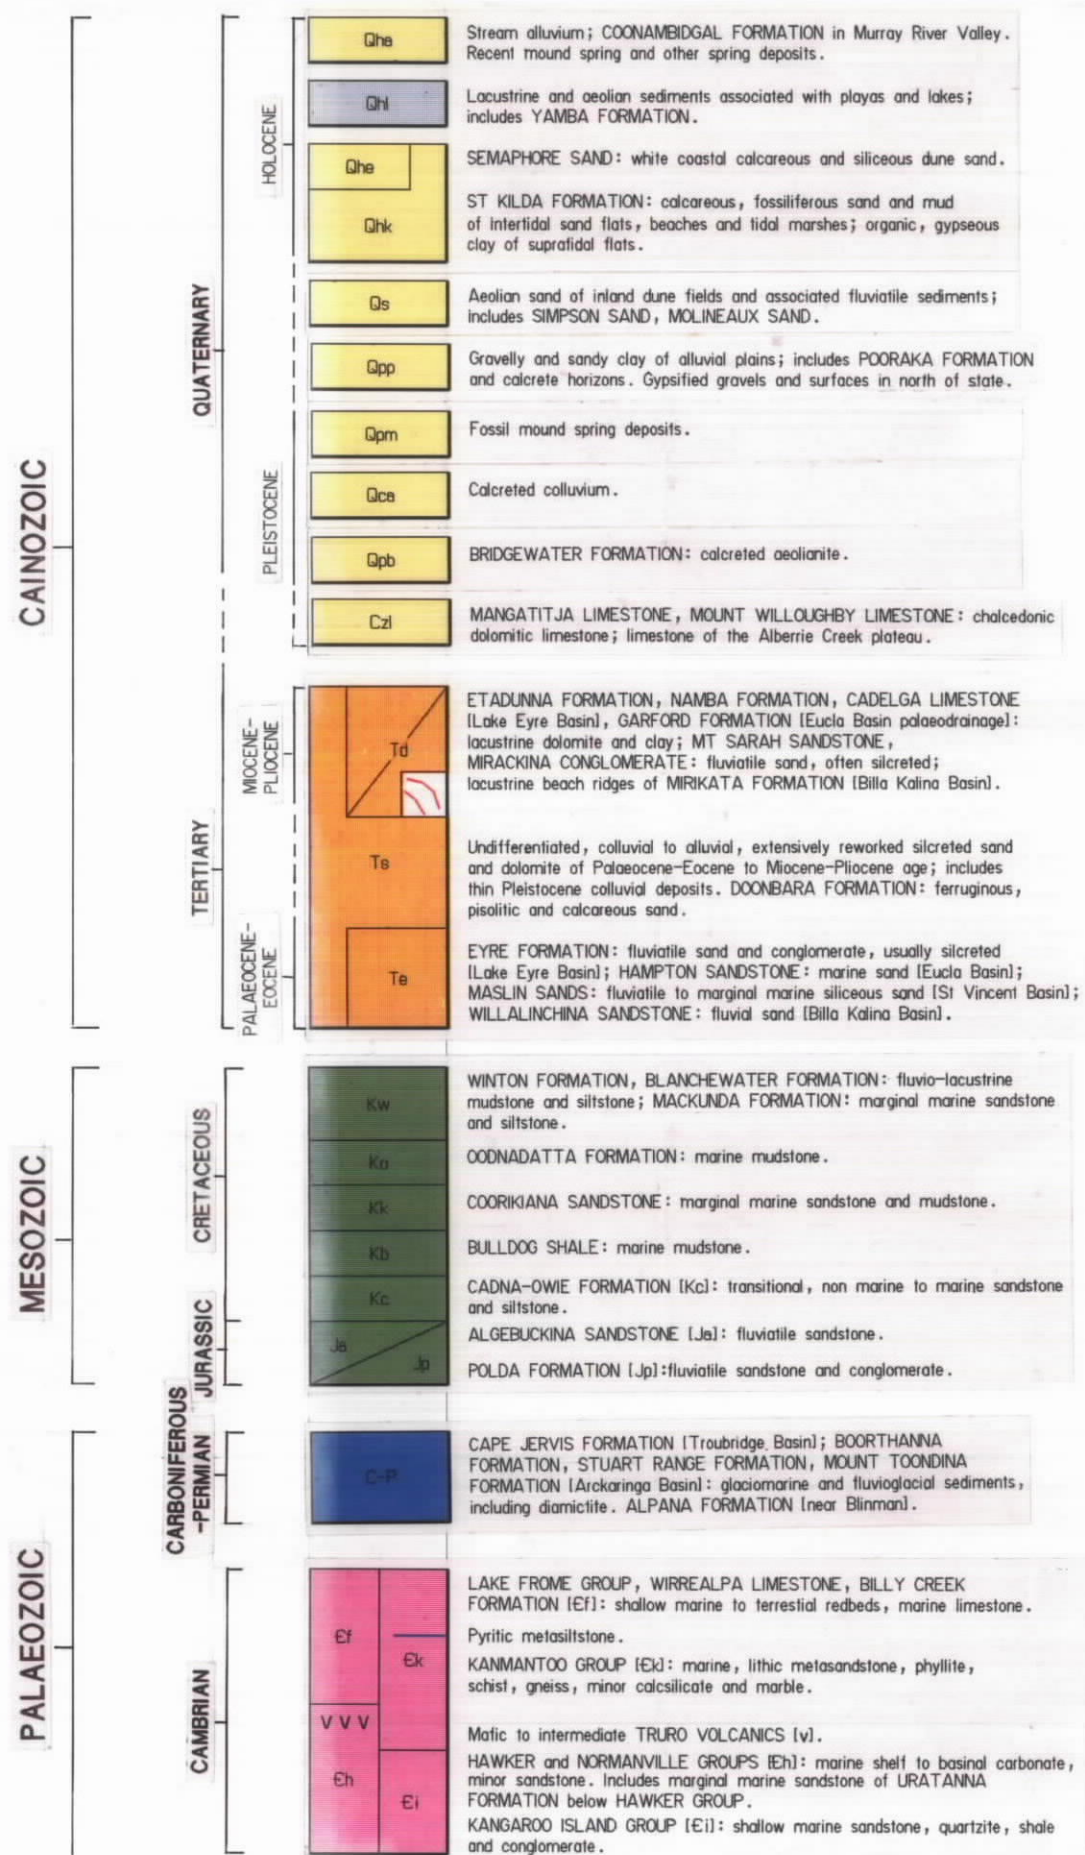 CAINOZOIC
QUATERNARY
HOLOCENE
Qha
Stream alluvium; COONAMBIDGAL FORMATION in Murray River Valley.
Recent mound spring and other spring deposits.
Qhl
Lacustrine and aeolian sediments associated with playas and lakes;
includes YAMBA FORMATION.
Qhe
SEMAPHORE SAND: white coastal calcareous and siliceous dune sand.
Qhk
ST KILDA FORMATION: calcareous, fossiliferous sand and mud
of intertidal sand flats, beaches and tidal marshes; organic, gypseous
clay of supratidal flats.
PLEISTOCENE
Qs
Aeolian sand of inland dune fields and associated fluviatile sediments;
includes SIMPSON SAND, MOLINEAUX SAND.
Qpp
Gravelly and sandy clay of alluvial plains; includes POORAKA FORMATION
and calcrete horizons. Gypsified gravels and surfaces in north of state.
Qpm
Fossil mound spring deposits.
Qca
Calcreted colluvium.
Qpb
BRIDGEWATER FORMATION: calcreted aeolianite.
Czl
MANGATITJA LIMESTONE, MOUNT WILLOUGHBY LIMESTONE: chalcedonic
dolomitic limestone; limestone of the Alberrie Creek plateau.
TERTIARY
MIOCENE-
PLIOCENE
Td
ETADUNNA FORMATION, NAMBA FORMATION, CADELGA LIMESTONE
[Lake Eyre Basin], GARFORD FORMATION [Eucla Basin palaeodrainage]:
lacustrine dolomite and clay; MT SARAH SANDSTONE,
MIRACKINA CONGLOMERATE: fluviatile sand, often silcreted;
lacustrine beach ridges of MIRIKATA FORMATION [Billa Kalina Basin].
Ts
Undifferentiated, colluvial to alluvial, extensively reworked silcreted sand
and dolomite of Palaeocene-Eocene to Miocene-Pliocene age; includes
thin Pleistocene colluvial deposits. DOONBARA FORMATION: ferruginous,
pisolitic and calcareous sand.
PALAEOCENE-
EOCENE
Te
EYRE FORMATION: fluviatile sand and conglomerate, usually silcreted
[Lake Eyre Basin]; HAMPTON SANDSTONE: marine sand [Eucla Basin];
MASLIN SANDS: fluviatile to marginal marine siliceous sand [St Vincent Basin];
WILLALINCHINA SANDSTONE: fluvial sand [Billa Kalina Basin].
MESOZOIC
CRETACEOUS
Kw
WINTON FORMATION, BLANCHEWATER FORMATION: fluvio-lacustrine
mudstone and siltstone; MACKUNDA FORMATION: marginal marine sandstone
and siltstone.
Ko
OODNADATTA FORMATION: marine mudstone.
Kk
COORIKIANA SANDSTONE: marginal marine sandstone and mudstone.
Kb
BULLDOG SHALE: marine mudstone.
Kc
CADNA-OWIE FORMATION [Kc]: transitional, non marine to marine sandstone
and siltstone.
JURASSIC
Ja
ALGEBUCKINA SANDSTONE [Ja]: fluviatile sandstone.
Jp
POLDA FORMATION [Jp]:fluviatile sandstone and conglomerate.
PALAEOZOIC
CARBONIFEROUS
-PERMIAN
C-P
CAPE JERVIS FORMATION [Troubridge Basin]; BOORTHANNA
FORMATION, STUART RANGE FORMATION, MOUNT TOONDINA
FORMATION [Arckaringa Basin]: glaciomarine and fluvioglacial sediments,
including diamictite. ALPANA FORMATION [near Blinman].
CAMBRIAN
Єf
LAKE FROME GROUP, WIRREALPA LIMESTONE, BILLY CREEK
FORMATION [Єf]: shallow marine to terrestial redbeds, marine limestone.
Pyritic metasiltstone.
Єk
KANMANTOO GROUP [Єk]: marine, lithic metasandstone, phyllite,
schist, gneiss, minor calcsilicate and marble.
V V V
Mafic to intermediate TRURO VOLCANICS [v].
Єh
HAWKER and NORMANVILLE GROUPS [Єh]: marine shelf to basinal carbonate,
minor sandstone. Includes marginal marine sandstone of URATANNA
FORMATION below HAWKER GROUP.
Єi
KANGAROO ISLAND GROUP [Єi]: shallow marine sandstone, quartzite, shale
and conglomerate.